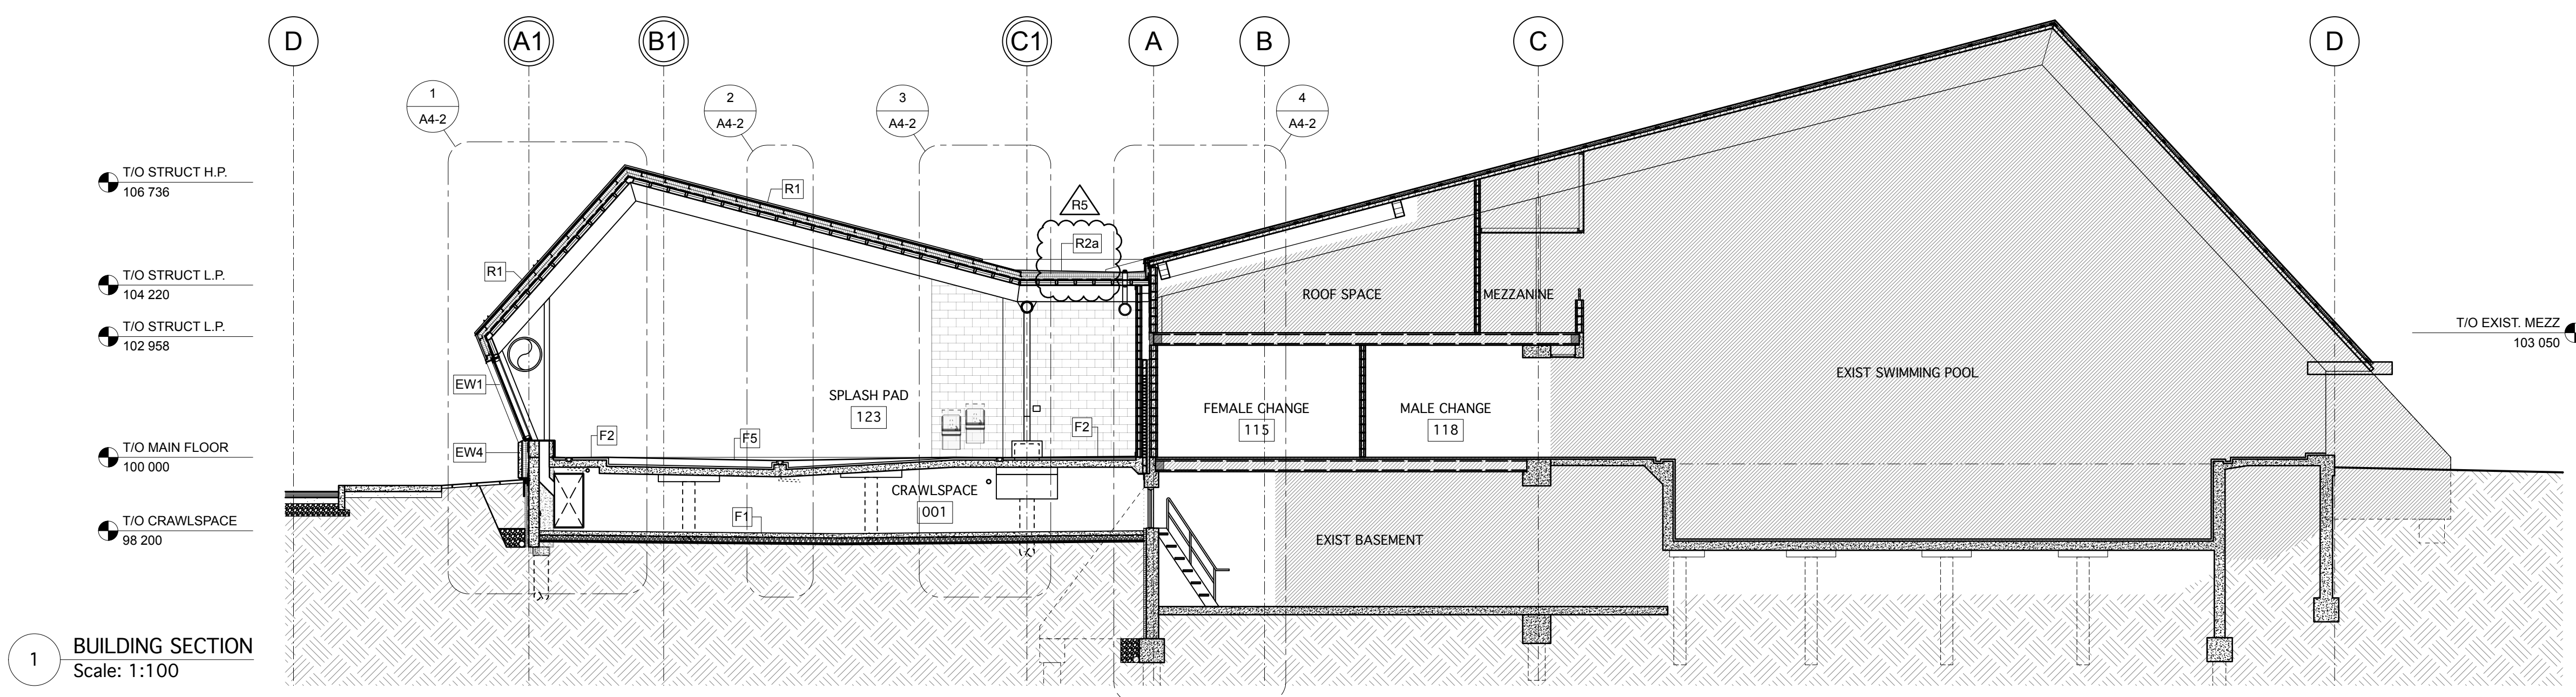 D
A1
B1
C1
A
B
C
D
1
A4-2
2
A4-2
3
A4-2
4
A4-2
T/O STRUCT H.P.
106 736
R1
R5
R2a
R1
T/O STRUCT L.P.
104 220
ROOF SPACE
MEZZANINE
T/O STRUCT L.P.
102 958
T/O EXIST. MEZZ
103 050
EW1
SPLASH PAD
123
FEMALE CHANGE
115
MALE CHANGE
118
EXIST SWIMMING POOL
T/O MAIN FLOOR
100 000
EW4
F2
F5
F2
CRAWLSPACE
001
T/O CRAWLSPACE
98 200
F1
EXIST BASEMENT
1
BUILDING SECTION
Scale: 1:100